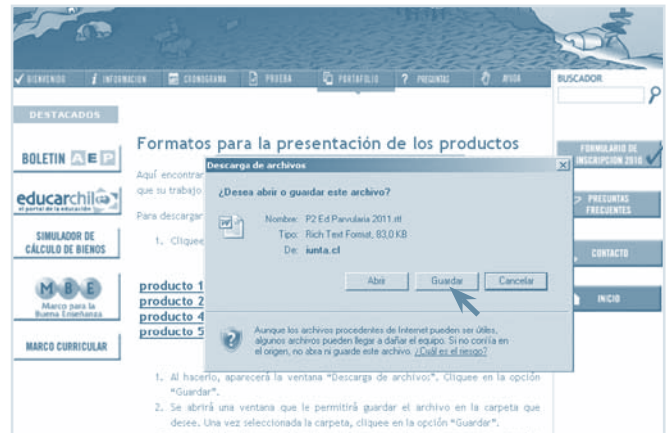 ✓ BIENVENIDO i INFORMACION CRONOGRAMA PRUEBA PORTAFOLIO ? PREGUNTAS AYUDA
BUSCADOR
DESTACADOS
BOLETIN A E P
educarchile
el portal de la educación
SIMULADOR DE
CÁLCULO DE BIENOS
M B E
Marco para la
Buena Enseñanza
MARCO CURRICULAR
Formatos para la presentación de los productos
Aquí encontrar
que su trabajo
Para descargar
1. Cliquee
producto 1
producto 2
producto 4
producto 5
Descarga de archivos
¿Desea abrir o guardar este archivo?
Nombre: P2 Ed.Parvularia 2011.rtf
Tipo: Rich Text Format, 83,0 KB
De: iunta.cl
Abrir Guardar Cancelar
Aunque los archivos procedentes de Internet pueden ser útiles,
algunos archivos pueden llegar a dañar el equipo. Si no confía en
el origen, no abra ni guarde este archivo. ¿Cuál es el riesgo?
1. Al hacerlo, aparecerá la ventana “Descarga de archivos”. Cliquee en la opción
“Guardar”.
2. Se abrirá una ventana que le permitirá guardar el archivo en la carpeta que
desee. Una vez seleccionada la carpeta, cliquee en la opción “Guardar”.
FORMULARIO DE
INSCRIPCION 2010
? PREGUNTAS
FRECUENTES
CONTACTO
INICIO